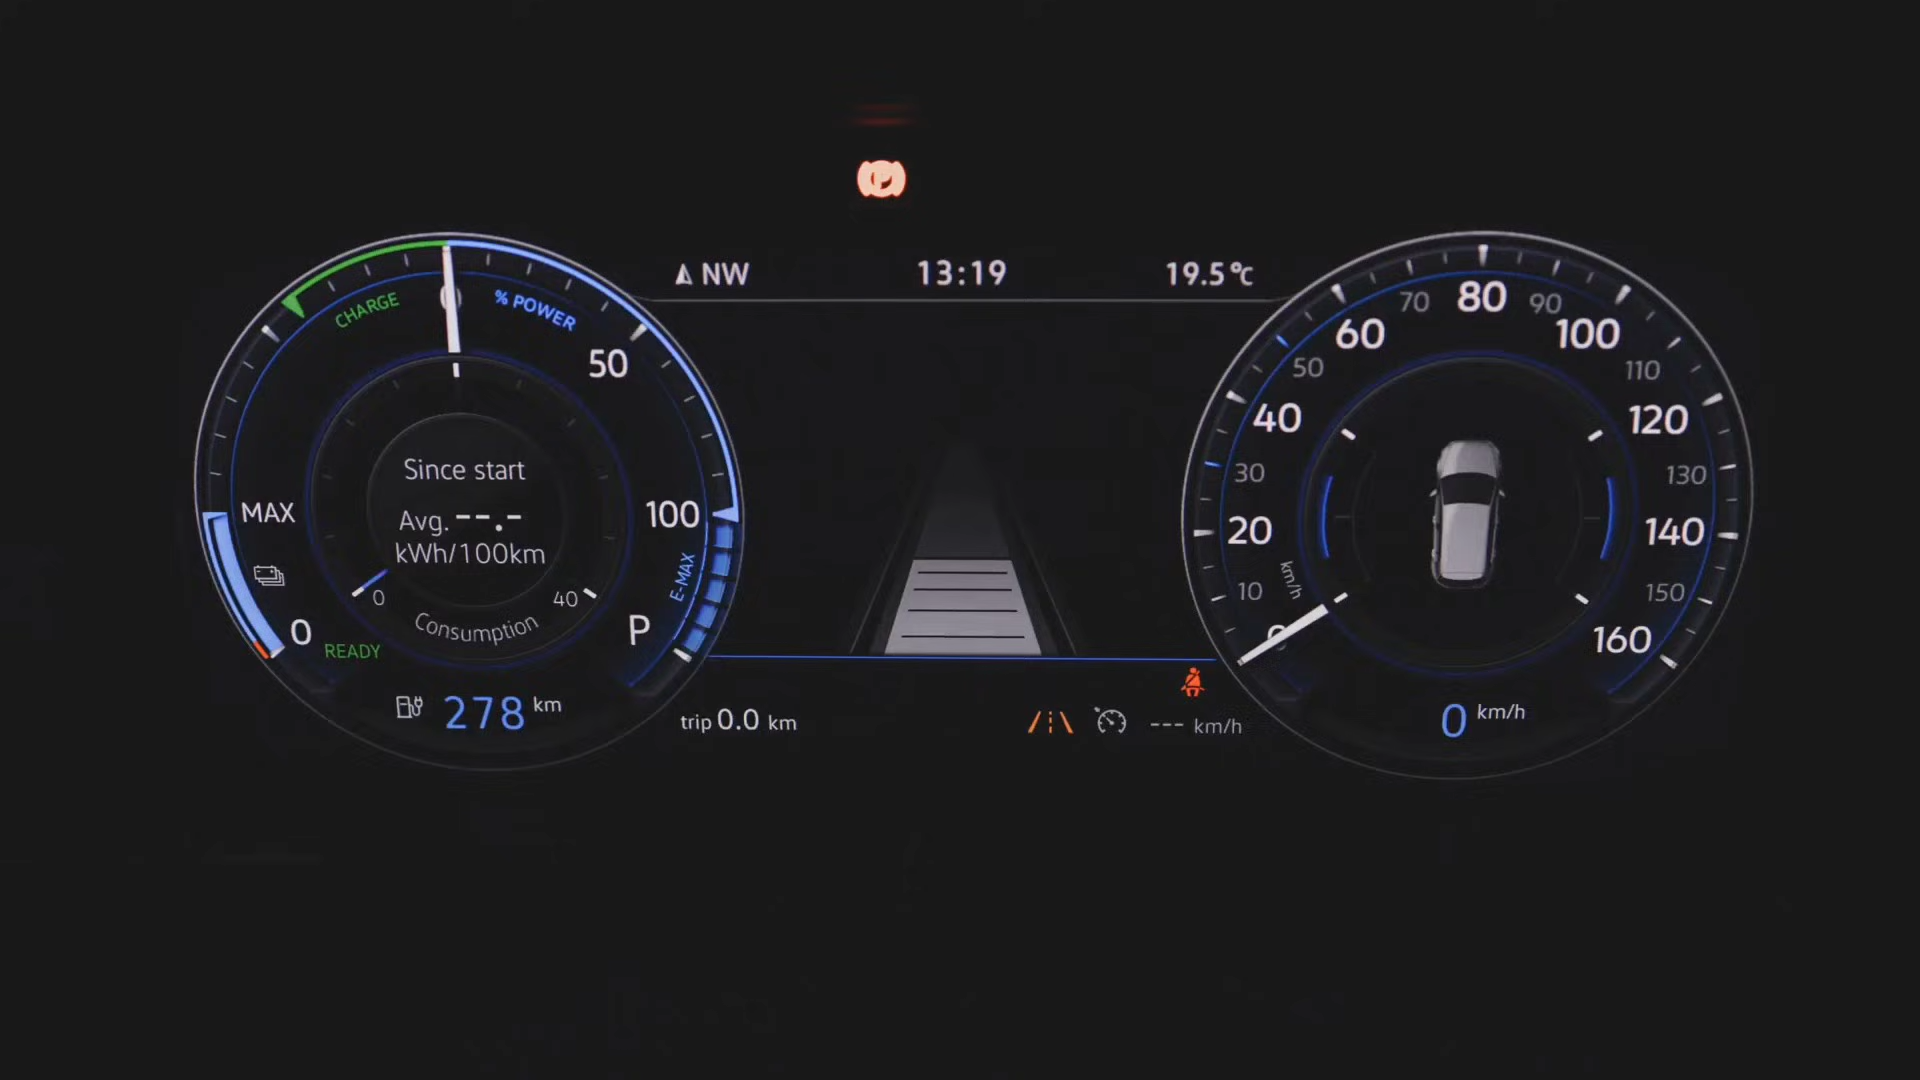 P
NW
13:19
19.5°C
CHARGE
0
% POWER
50
100
E-MAX
P
MAX
0
READY
Since start
Avg. --.-
kWh/100km
0
40
Consumption
278 km
trip 0.0 km
--- km/h
0
10
20
30
40
50
60
70
80
90
100
110
120
130
140
150
160
km/h
0 km/h